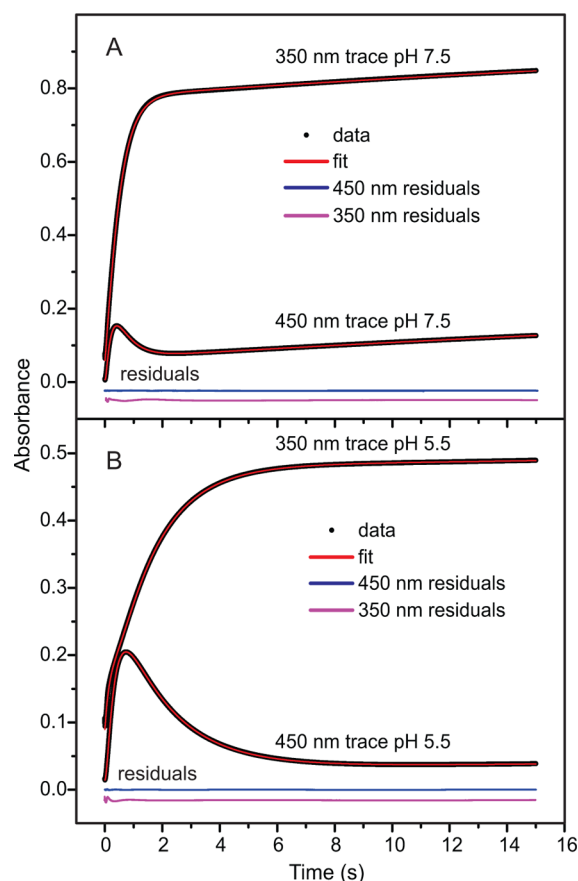 A
350 nm trace pH 7.5
data
fit
450 nm residuals
350 nm residuals
450 nm trace pH 7.5
residuals
0.8
0.6
0.4
0.2
0.0
Absorbance
B
350 nm trace pH 5.5
data
fit
450 nm residuals
350 nm residuals
450 nm trace pH 5.5
residuals
0.5
0.4
0.3
0.2
0.1
0.0
0 2 4 6 8 10 12 14 16
Time (s)